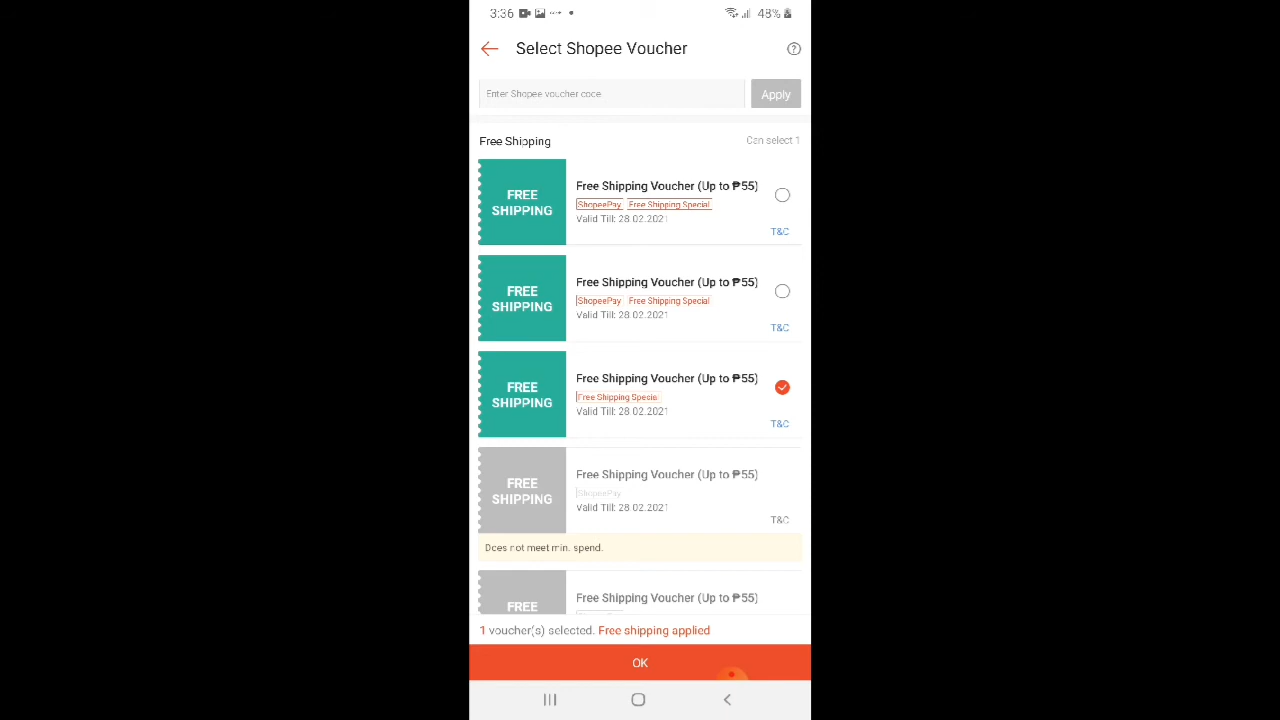 3:36 48%
Select Shopee Voucher
Enter Shopee voucher code
Apply
Free Shipping Can select 1
FREE SHIPPING
Free Shipping Voucher (Up to ₱55)
ShopeePay Free Shipping Special
Valid Till: 28.02.2021
T&C
FREE SHIPPING
Free Shipping Voucher (Up to ₱55)
ShopeePay Free Shipping Special
Valid Till: 28.02.2021
T&C
FREE SHIPPING
Free Shipping Voucher (Up to ₱55)
Free Shipping Special
Valid Till: 28.02.2021
T&C
FREE SHIPPING
Free Shipping Voucher (Up to ₱55)
ShopeePay
Valid Till: 28.02.2021
T&C
Does not meet min. spend.
FREE
Free Shipping Voucher (Up to ₱55)
1 voucher(s) selected. Free shipping applied
OK